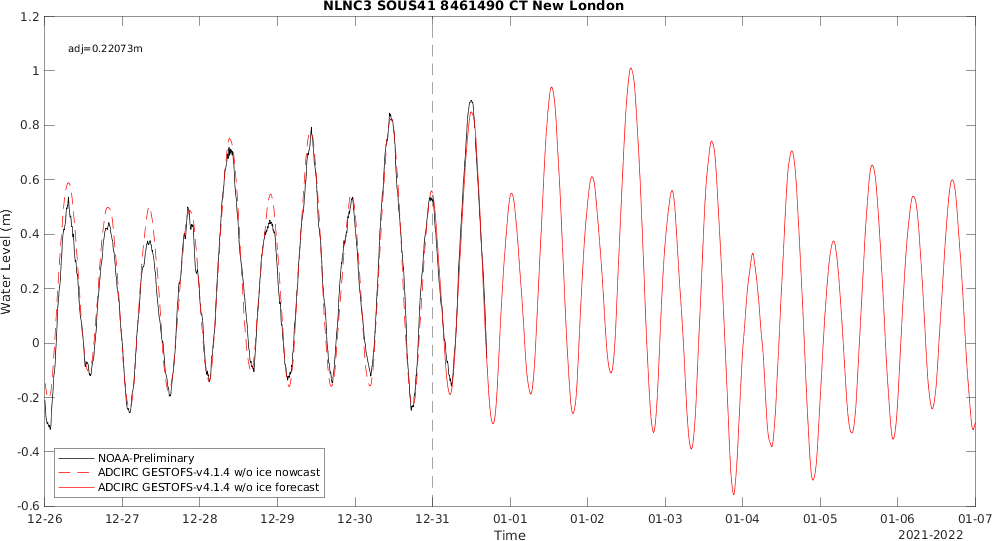 NLNC3 SOUS41 8461490 CT New London
adj=0.22073m
1.2
1
0.8
0.6
0.4
0.2
0
-0.2
-0.4
-0.6
Water Level (m)
NOAA-Preliminary
ADCIRC GESTOFS-v4.1.4 w/o ice nowcast
ADCIRC GESTOFS-v4.1.4 w/o ice forecast
12-26 12-27 12-28 12-29 12-30 12-31 01-01 01-02 01-03 01-04 01-05 01-06 01-07
Time
2021-2022